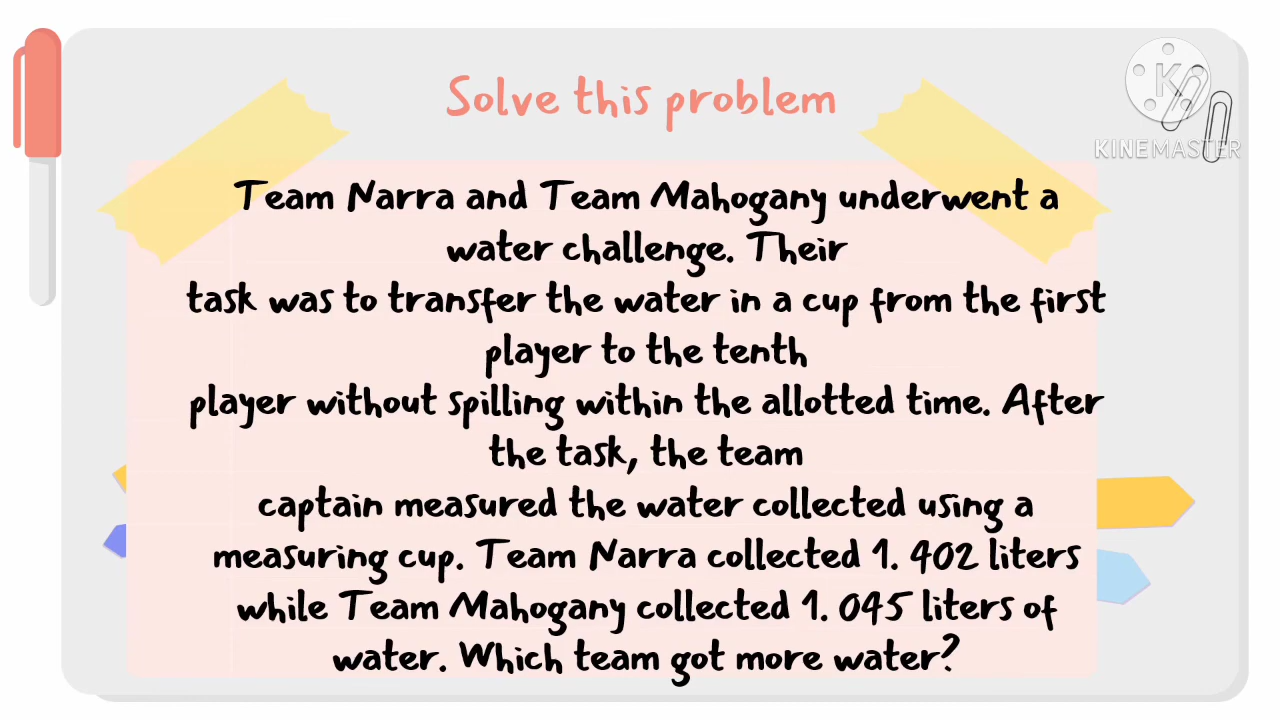 Solve this problem
KINEMASTER
Team Narra and Team Mahogany underwent a
water challenge. Their
task was to transfer the water in a cup from the first
player to the tenth
player without spilling within the allotted time. After
the task, the team
captain measured the water collected using a
measuring cup. Team Narra collected 1. 402 liters
while Team Mahogany collected 1. 045 liters of
water. Which team got more water?